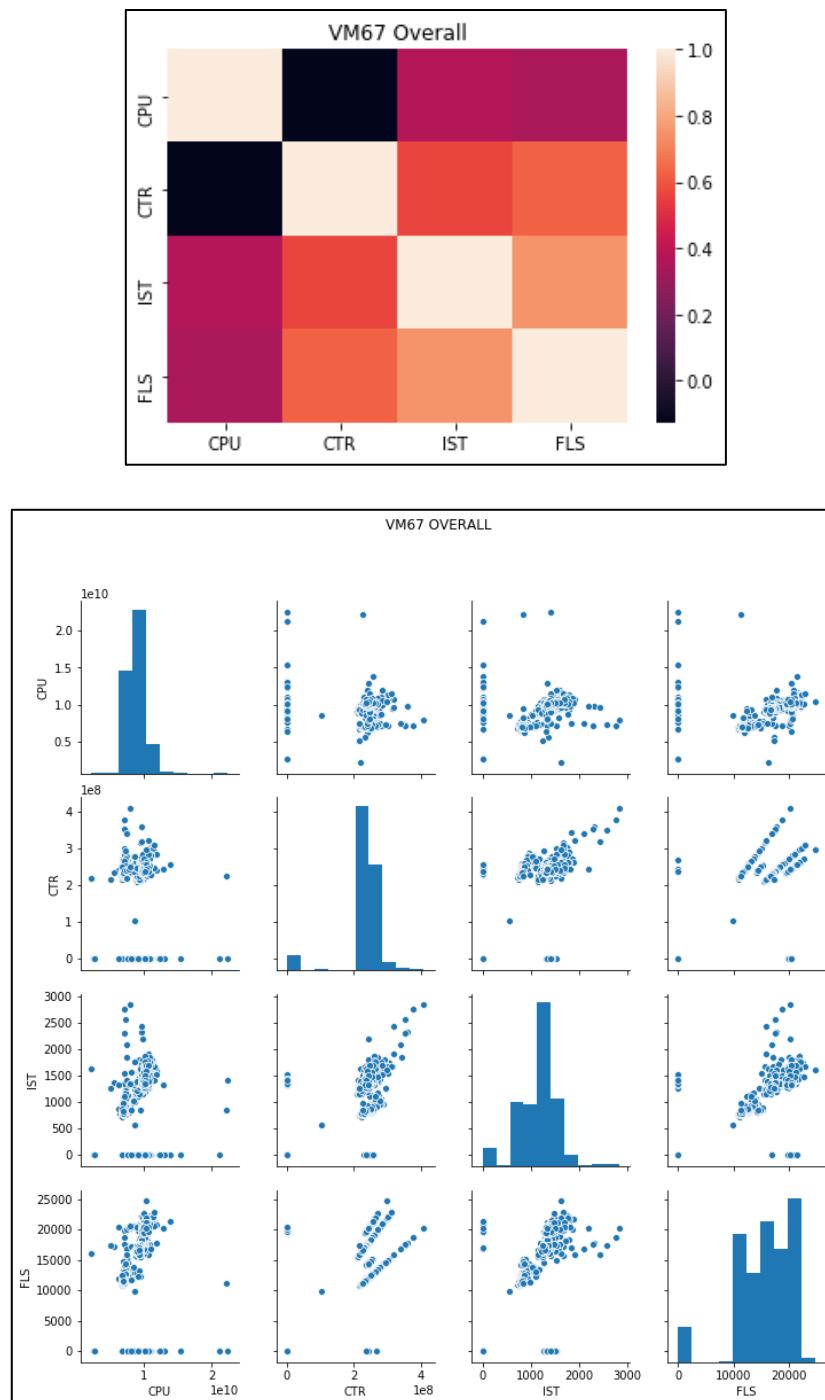 VM67 Overall
CPU
CTR
IST
FLS
CPU CTR IST FLS
1.0
0.8
0.6
0.4
0.2
0.0
VM67 OVERALL
1e10
2.0
1.5
1.0
0.5
CPU
1e8
4
3
2
1
0
CTR
3000
2500
2000
1500
1000
500
0
IST
25000
20000
15000
10000
5000
0
FLS
1 2 0 2 4 0 1000 2000 3000 0 10000 20000
CPU 1e10 CTR 1e8 IST FLS